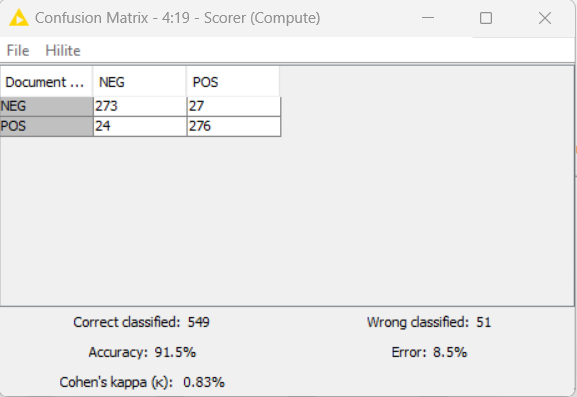 Confusion Matrix - 4:19 - Scorer (Compute)
File Hilite
Document ... NEG POS
NEG 273 27
POS 24 276
Correct classified: 549 Wrong classified: 51
Accuracy: 91.5% Error: 8.5%
Cohen's kappa (κ): 0.83%